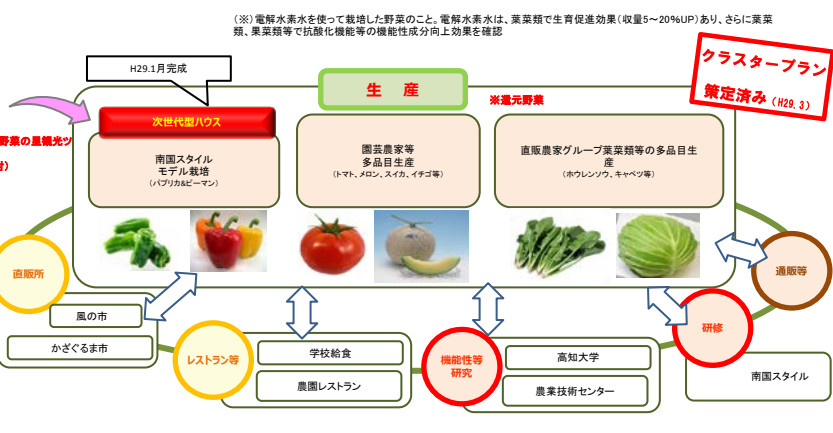 (※)電解水素水を使って栽培した野菜のこと。電解水素水は、葉菜類で生育促進効果(収量5～20%UP)あり、さらに葉菜
類、果菜類等で抗酸化機能等の機能性成分向上効果を確認
クラスタープラン
策定済み(H29.3)
H29.1月完成
生 産
※還元野菜
次世代型ハウス
野菜の里観光ツ
南国スタイル
モデル栽培
(パプリカ&ピーマン)
園芸農家等
多品目生産
(トマト、メロン、スイカ、イチゴ等)
直販農家グループ葉菜類等の多品目生
産
(ホウレンソウ、キャベツ等)
直販所
風の市
かざぐるま市
レストラン等
学校給食
農園レストラン
機能性等
研究
高知大学
農業技術センター
研修
南国スタイル
通販等